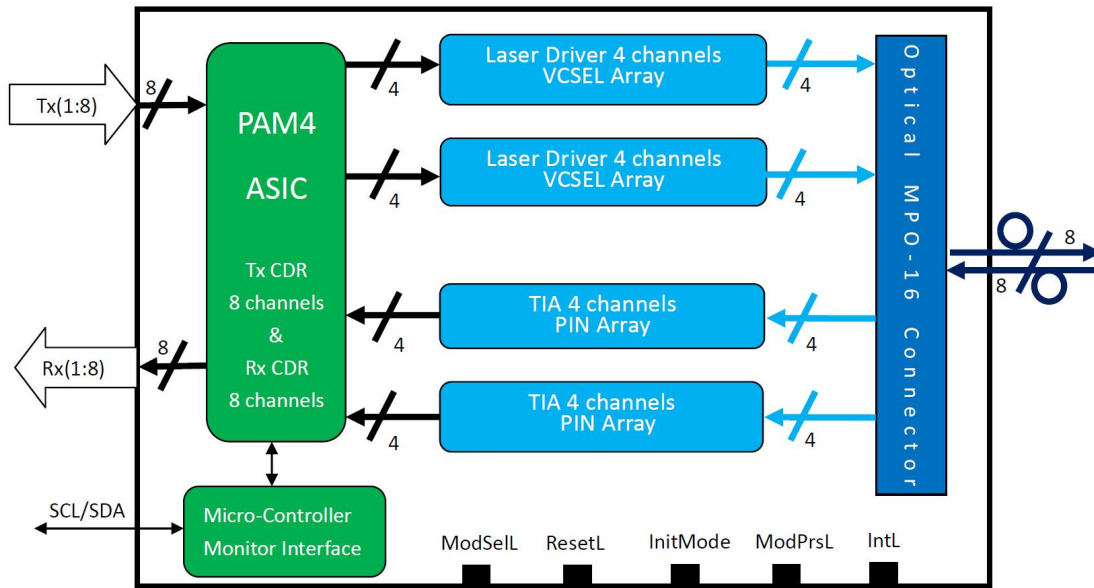 Tx(1:8)
8
PAM4
ASIC
Tx CDR
8 channels
&
Rx CDR
8 channels
Rx(1:8)
8
4
Laser Driver 4 channels
VCSEL Array
4
4
Laser Driver 4 channels
VCSEL Array
4
4
TIA 4 channels
PIN Array
4
4
TIA 4 channels
PIN Array
4
Optical MPO-16 Connector
8
8
SCL/SDA
Micro-Controller
Monitor Interface
ModSelL
ResetL
InitMode
ModPrsL
IntL